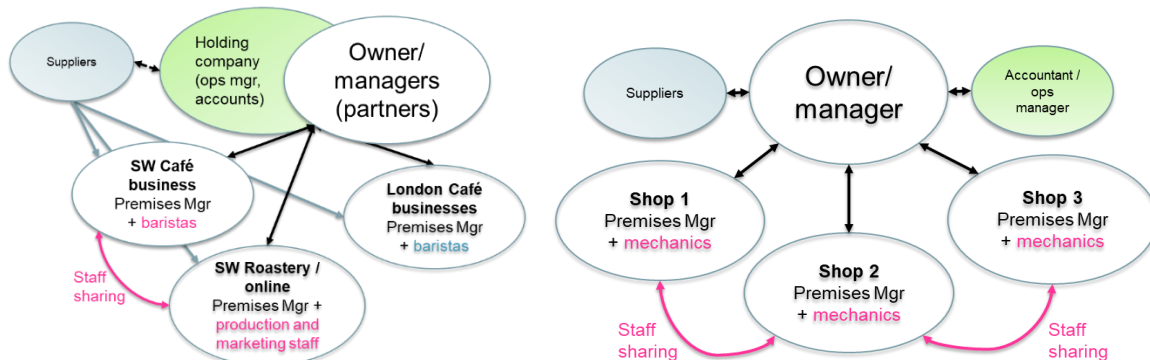 Suppliers
Holding
company
(ops mgr,
accounts)
Owner/
managers
(partners)
SW Café
business
Premises Mgr
+ baristas
London Café
businesses
Premises Mgr
+ baristas
Staff
sharing
SW Roastery /
online
Premises Mgr +
production and
marketing staff
Suppliers
Owner/
manager
Accountant /
ops
manager
Shop 1
Premises Mgr
+ mechanics
Shop 2
Premises Mgr
+ mechanics
Shop 3
Premises Mgr
+ mechanics
Staff
sharing
Staff
sharing